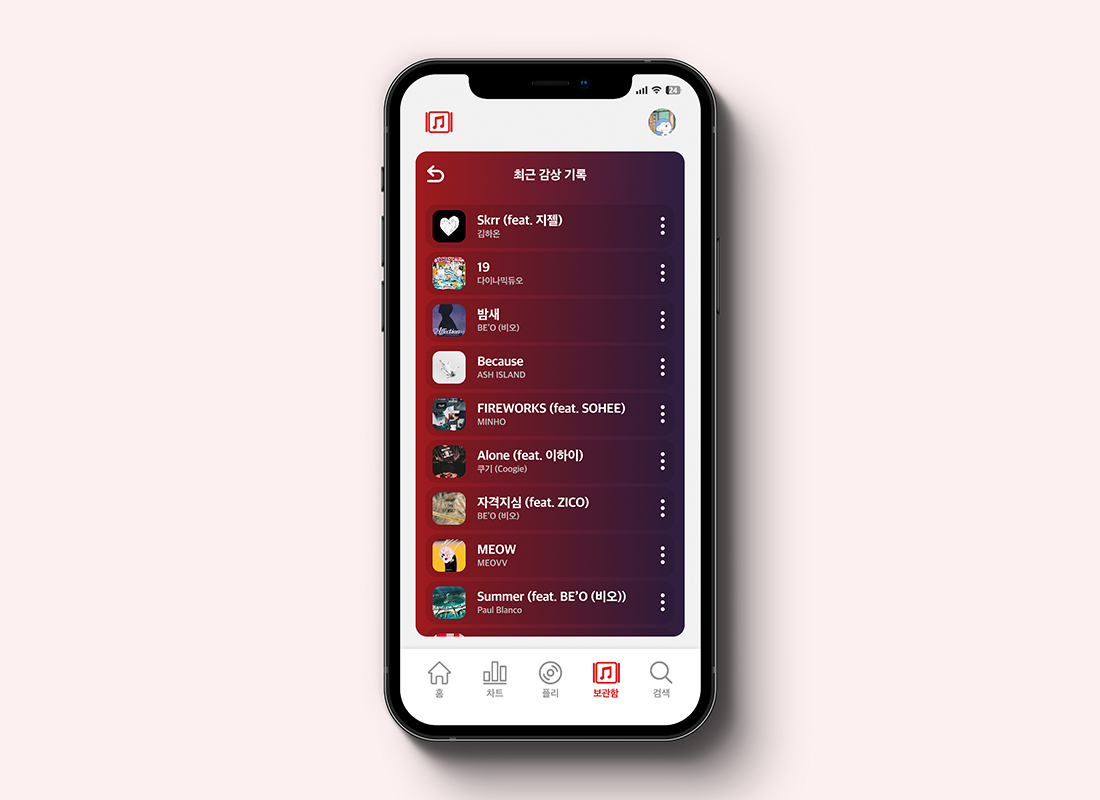 24
최근 감상 기록
Skrr (feat. 지젤)
김하온
19
다이나믹듀오
밤새
BE'O (비오)
Because
ASH ISLAND
FIREWORKS (feat. SOHEE)
MINHO
Alone (feat. 이하이)
쿠기 (Coogie)
자격지심 (feat. ZICO)
BE'O (비오)
MEOW
MEOVV
Summer (feat. BE'O (비오))
Paul Blanco
홈
차트
플리
보관함
검색